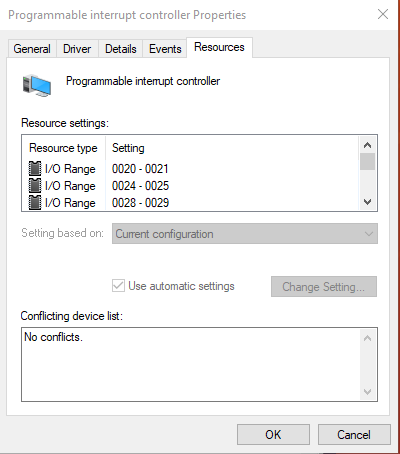 Programmable interrupt controller Properties
General Driver Details Events Resources
Programmable interrupt controller
Resource settings:
Resource type Setting
I/O Range 0020 - 0021
I/O Range 0024 - 0025
I/O Range 0028 - 0029
Setting based on: Current configuration
Use automatic settings Change Setting...
Conflicting device list:
No conflicts.
OK Cancel